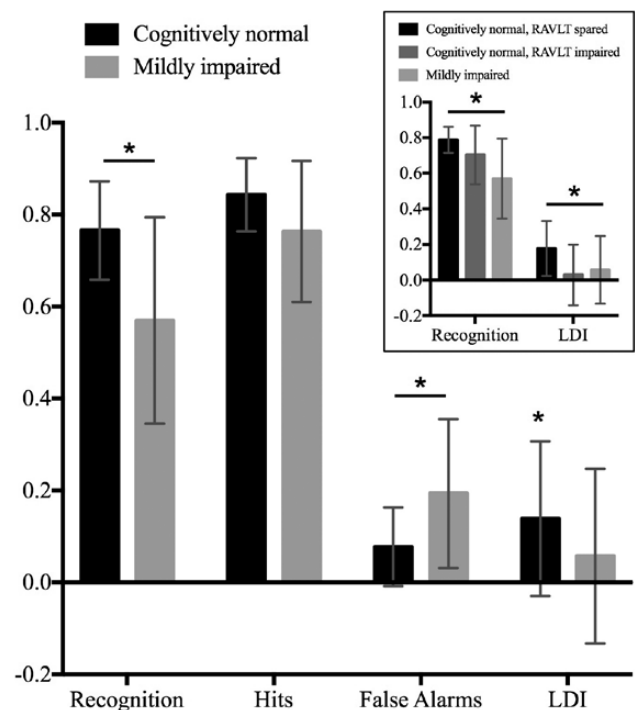 Cognitively normal
Mildly impaired
1.0
0.8
0.6
0.4
0.2
0.0
-0.2
*
*
*
Recognition Hits False Alarms LDI
Cognitively normal, RAVLT spared
Cognitively normal, RAVLT impaired
Mildly impaired
1.0
0.8
0.6
0.4
0.2
0.0
-0.2
*
*
Recognition LDI